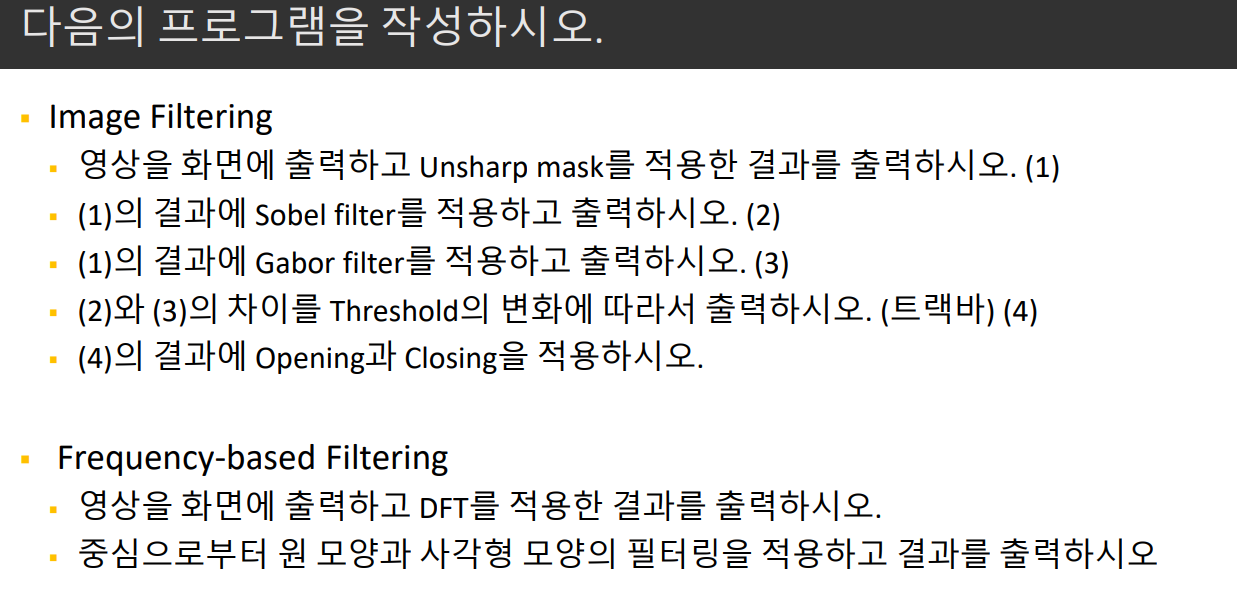 다음의 프로그램을 작성하시오.
Image Filtering
영상을 화면에 출력하고 Unsharp mask를 적용한 결과를 출력하시오. (1)
(1)의 결과에 Sobel filter를 적용하고 출력하시오. (2)
(1)의 결과에 Gabor filter를 적용하고 출력하시오. (3)
(2)와 (3)의 차이를 Threshold의 변화에 따라서 출력하시오. (트랙바) (4)
(4)의 결과에 Opening과 Closing을 적용하시오.
Frequency-based Filtering
영상을 화면에 출력하고 DFT를 적용한 결과를 출력하시오.
중심으로부터 원 모양과 사각형 모양의 필터링을 적용하고 결과를 출력하시오